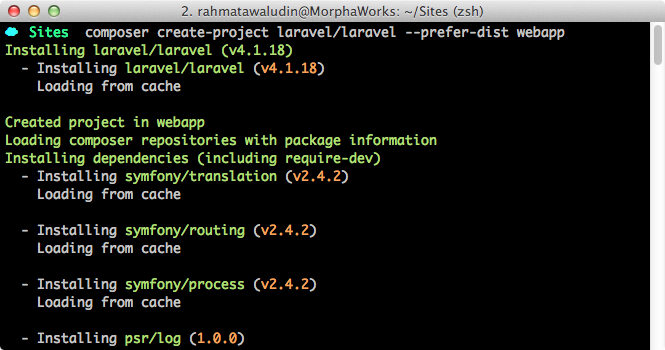 2. rahmatawaludin@MorphaWorks: ~/Sites (zsh)
Sites composer create-project laravel/laravel --prefer-dist webapp
Installing laravel/laravel (v4.1.18)
- Installing laravel/laravel (v4.1.18)
Loading from cache
Created project in webapp
Loading composer repositories with package information
Installing dependencies (including require-dev)
- Installing symfony/translation (v2.4.2)
Loading from cache
- Installing symfony/routing (v2.4.2)
Loading from cache
- Installing symfony/process (v2.4.2)
Loading from cache
- Installing psr/log (1.0.0)